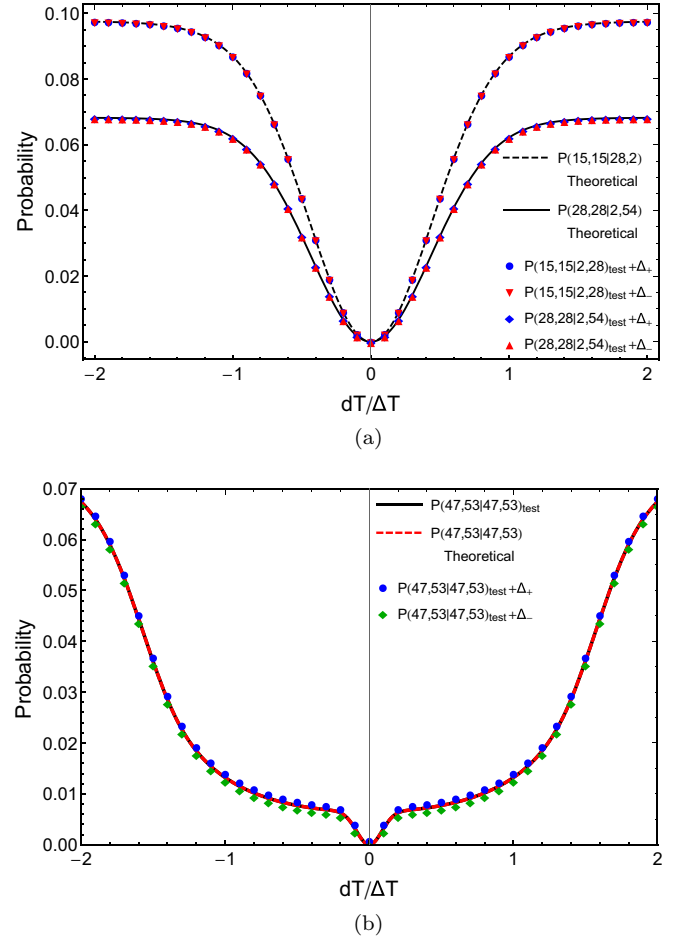 0.10
0.08
0.06
0.04
0.02
0.00
Probability
P(15,15|28,2)
Theoretical
P(28,28|2,54)
Theoretical
P(15,15|2,28)test+Δ+
P(15,15|2,28)test+Δ−
P(28,28|2,54)test+Δ+
P(28,28|2,54)test+Δ−
−2 −1 0 1 2
dT/ΔT
(a)
0.07
0.06
0.05
0.04
0.03
0.02
0.01
0.00
Probability
P(47,53|47,53)test
P(47,53|47,53)
Theoretical
P(47,53|47,53)test+Δ+
P(47,53|47,53)test+Δ−
−2 −1 0 1 2
dT/ΔT
(b)